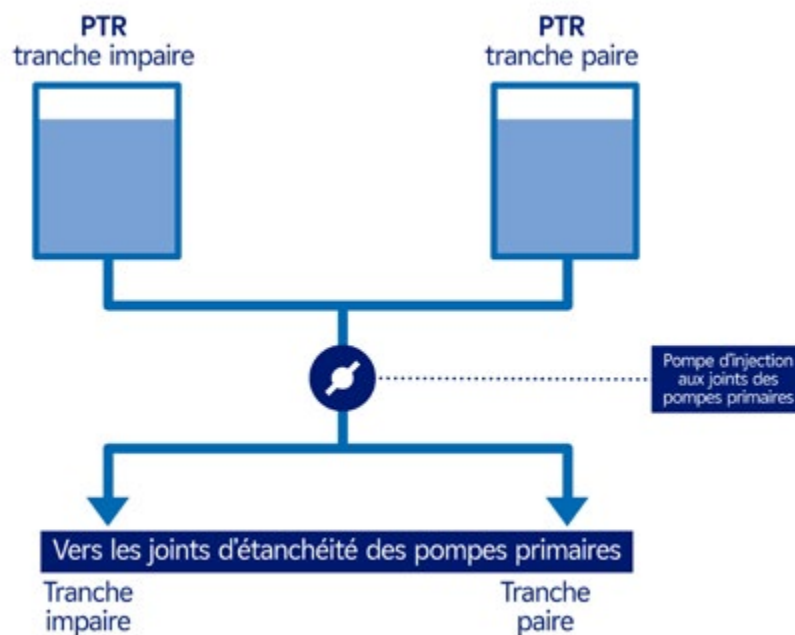 PTR
tranche impaire
PTR
tranche paire
Pompe d'injection
aux joints des
pompes primaires
Vers les joints d'étanchéité des pompes primaires
Tranche
impaire
Tranche
paire